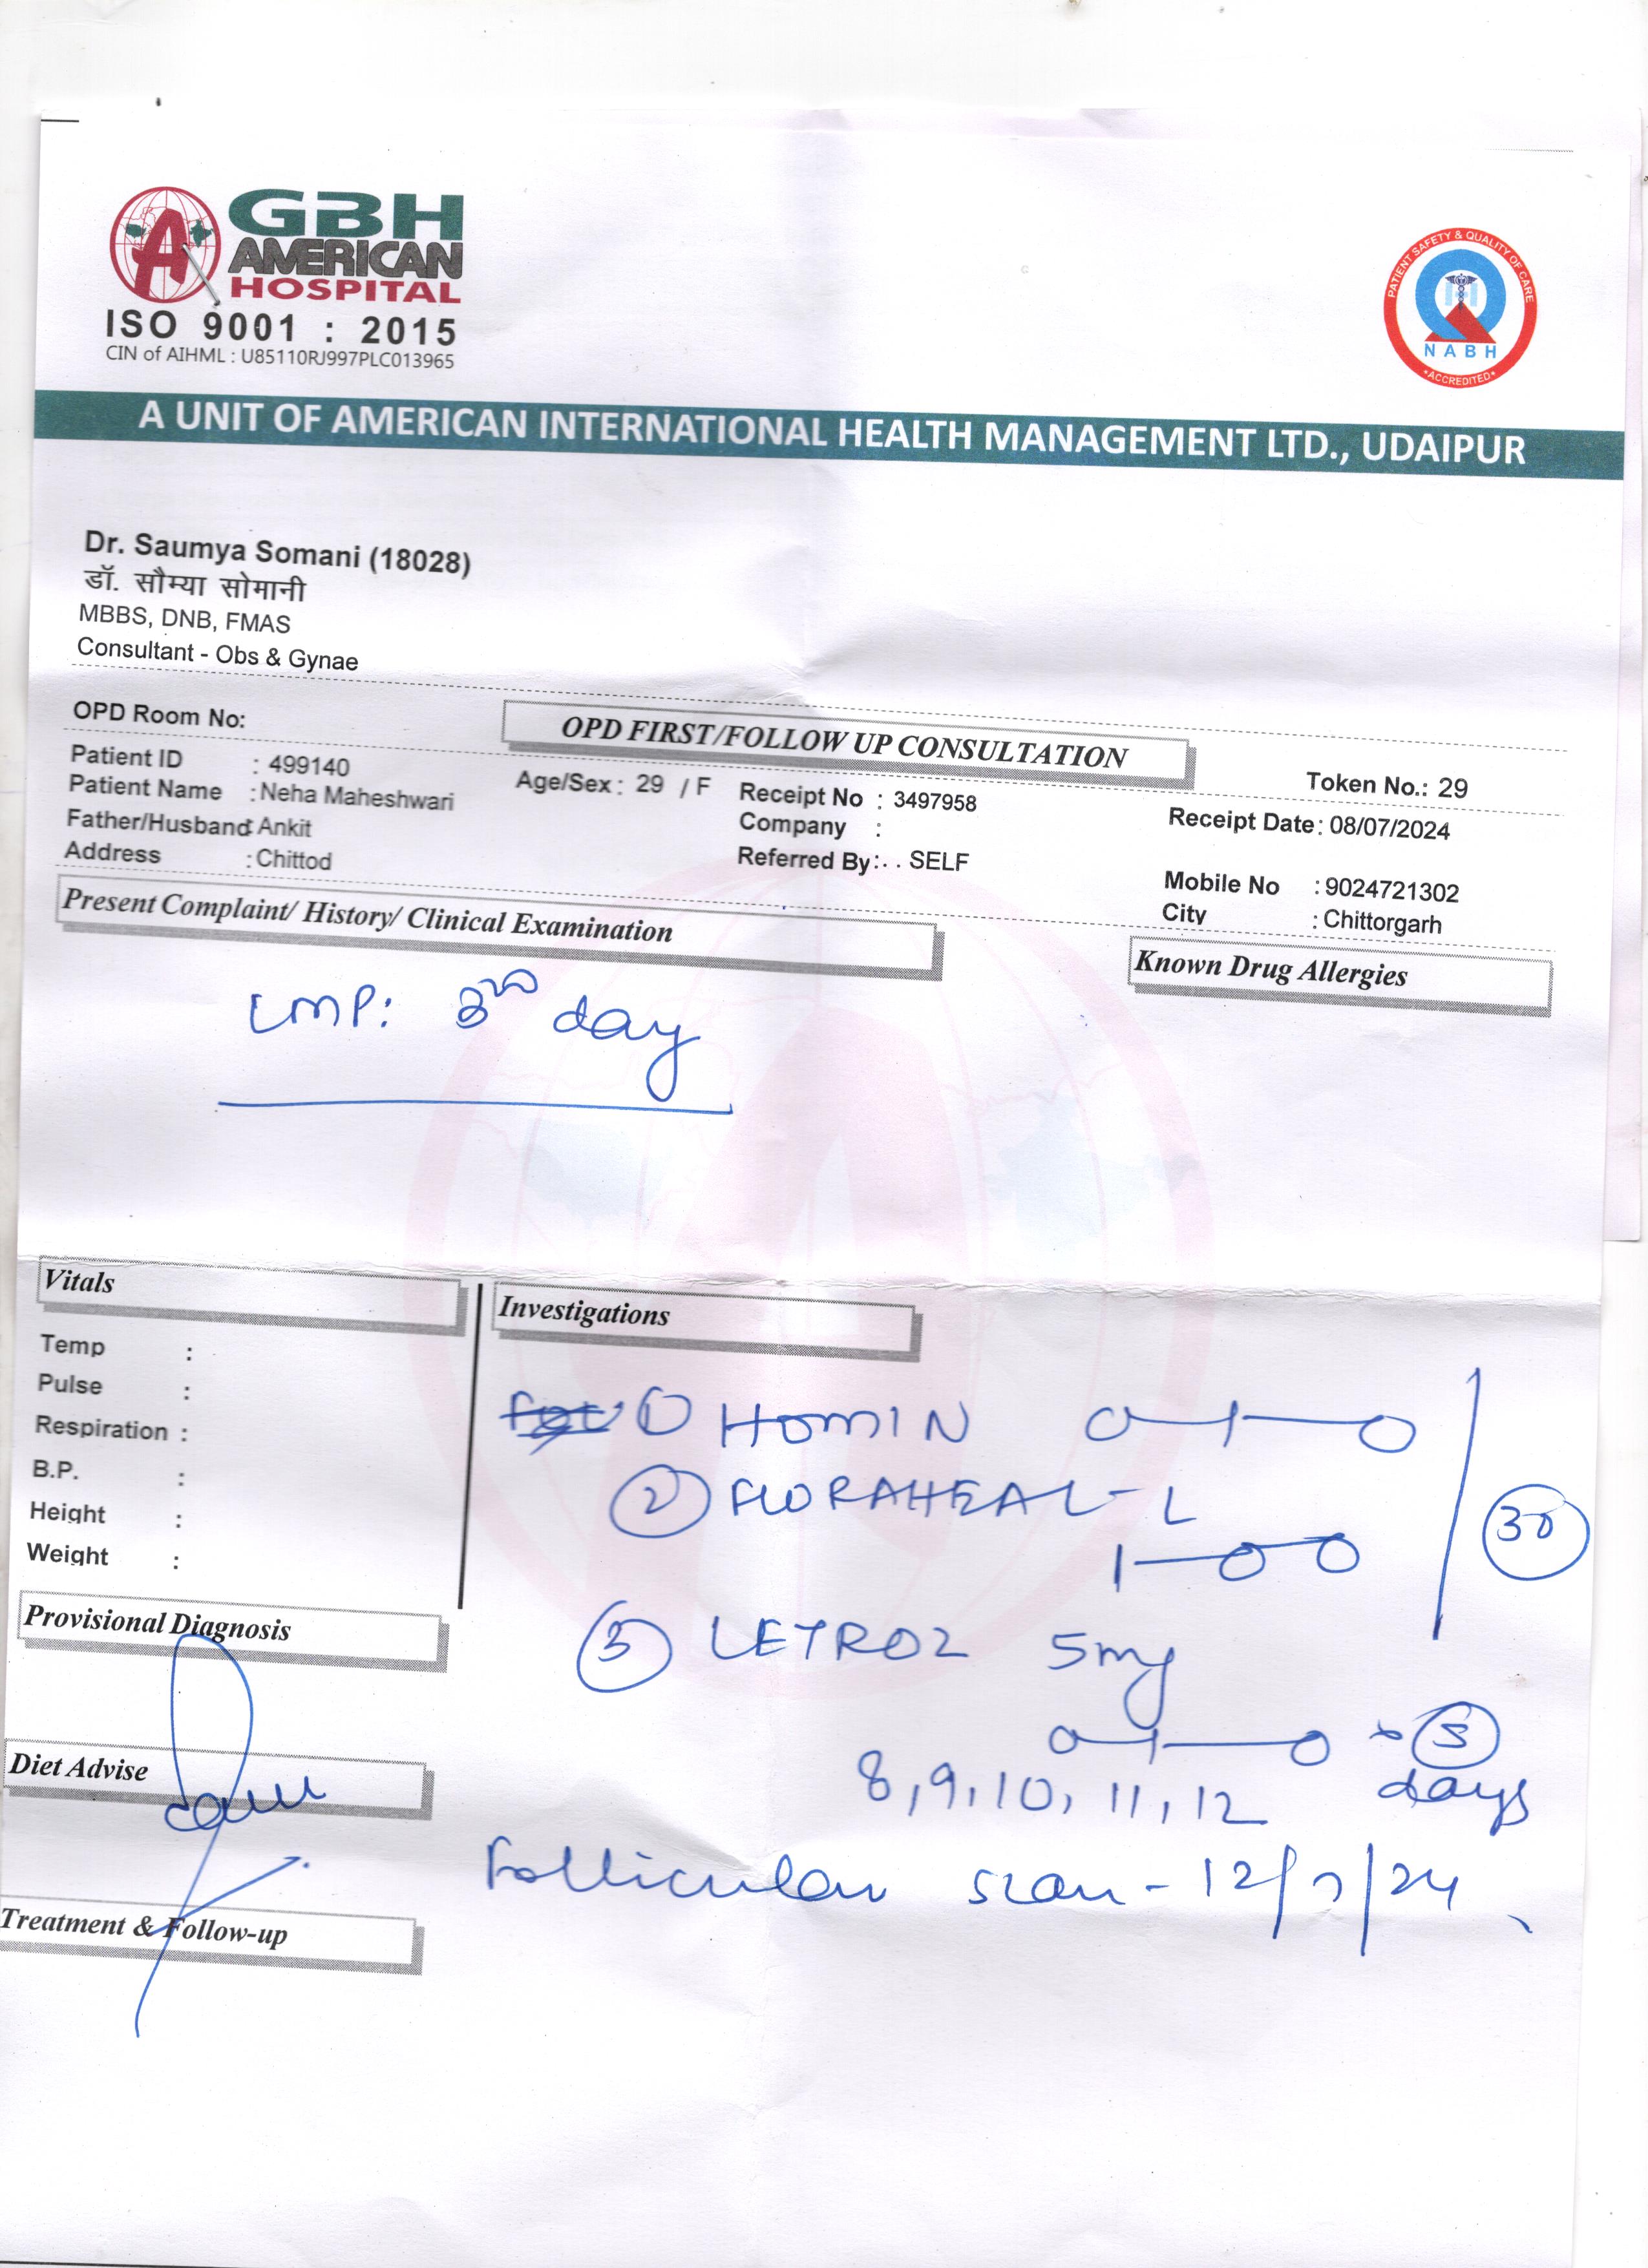 GBH
AMERICAN
HOSPITAL
ISO 9001 : 2015
CIN of AIHML : U85110RJ997PLC013965
PATIENT SAFETY & QUALITY OF CARE
NABH
•ACCREDITED•
A UNIT OF AMERICAN INTERNATIONAL HEALTH MANAGEMENT LTD., UDAIPUR
Dr. Saumya Somani (18028)
डॉ. सौम्या सोमानी
MBBS, DNB, FMAS
Consultant - Obs & Gynae
OPD Room No:
OPD FIRST/FOLLOW UP CONSULTATION
Token No.: 29
Patient ID : 499140
Patient Name : Neha Maheshwari
Age/Sex : 29 / F
Receipt No : 3497958
Receipt Date: 08/07/2024
Father/Husband: Ankit
Company :
Address : Chittod
Referred By:. . SELF
Mobile No : 9024721302
City : Chittorgarh
Present Complaint/ History/ Clinical Examination
Known Drug Allergies
LMP: day
Vitals
Investigations
Temp :
Pulse :
Respiration :
B.P. :
Height :
Weight :
① HOMIN 0—1—0
② FLORAHEAL-L
1—0—0
30
③ LETROZ 5mg
0—1—0 × 5
days
8, 9, 10, 11, 12
Follicular scan - 12/7/24
Provisional Diagnosis
Diet Advise
Treatment & Follow-up